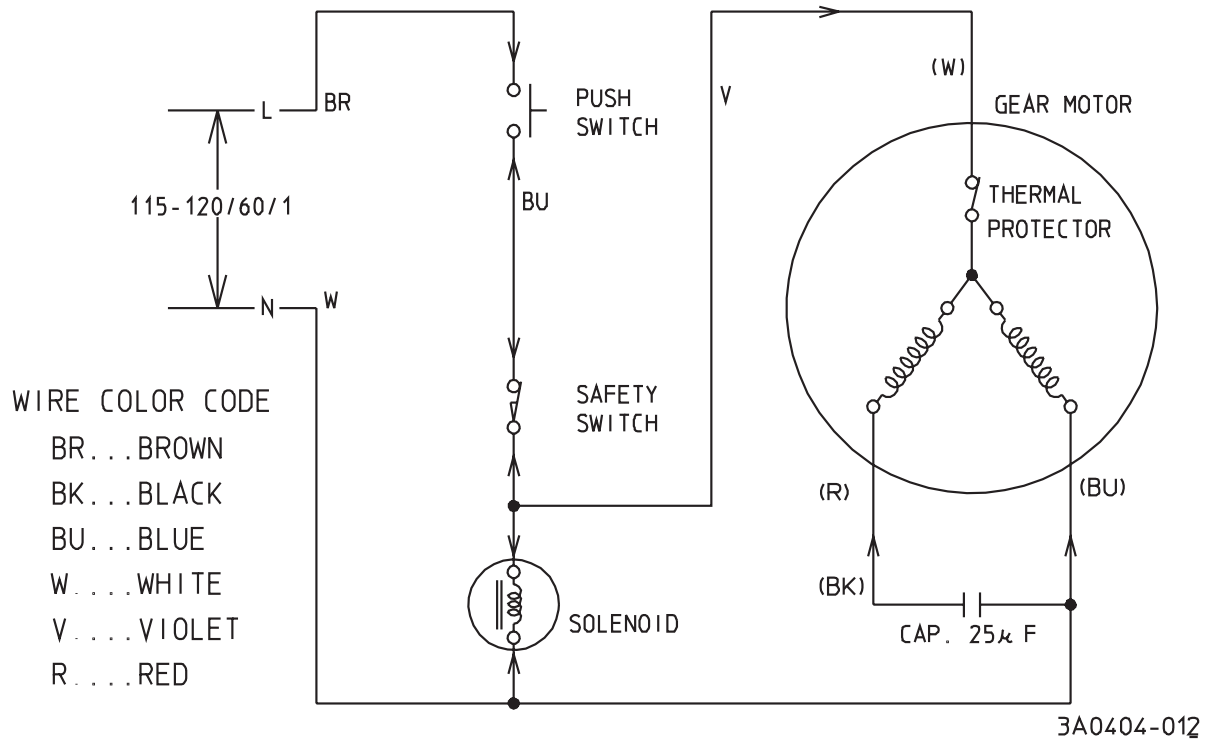 (W)
GEAR MOTOR
L
BR
PUSH
SWITCH
V
115-120/60/1
BU
THERMAL
PROTECTOR
N
W
WIRE COLOR CODE
BR...BROWN
BK...BLACK
BU...BLUE
W....WHITE
V....VIOLET
R....RED
SAFETY
SWITCH
(R)
(BU)
(BK)
SOLENOID
CAP. 25μF
3A0404-012